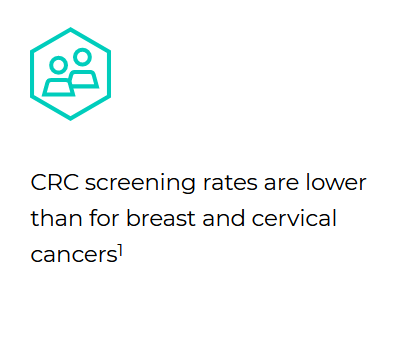 CRC screening rates are lower
than for breast and cervical
cancers¹